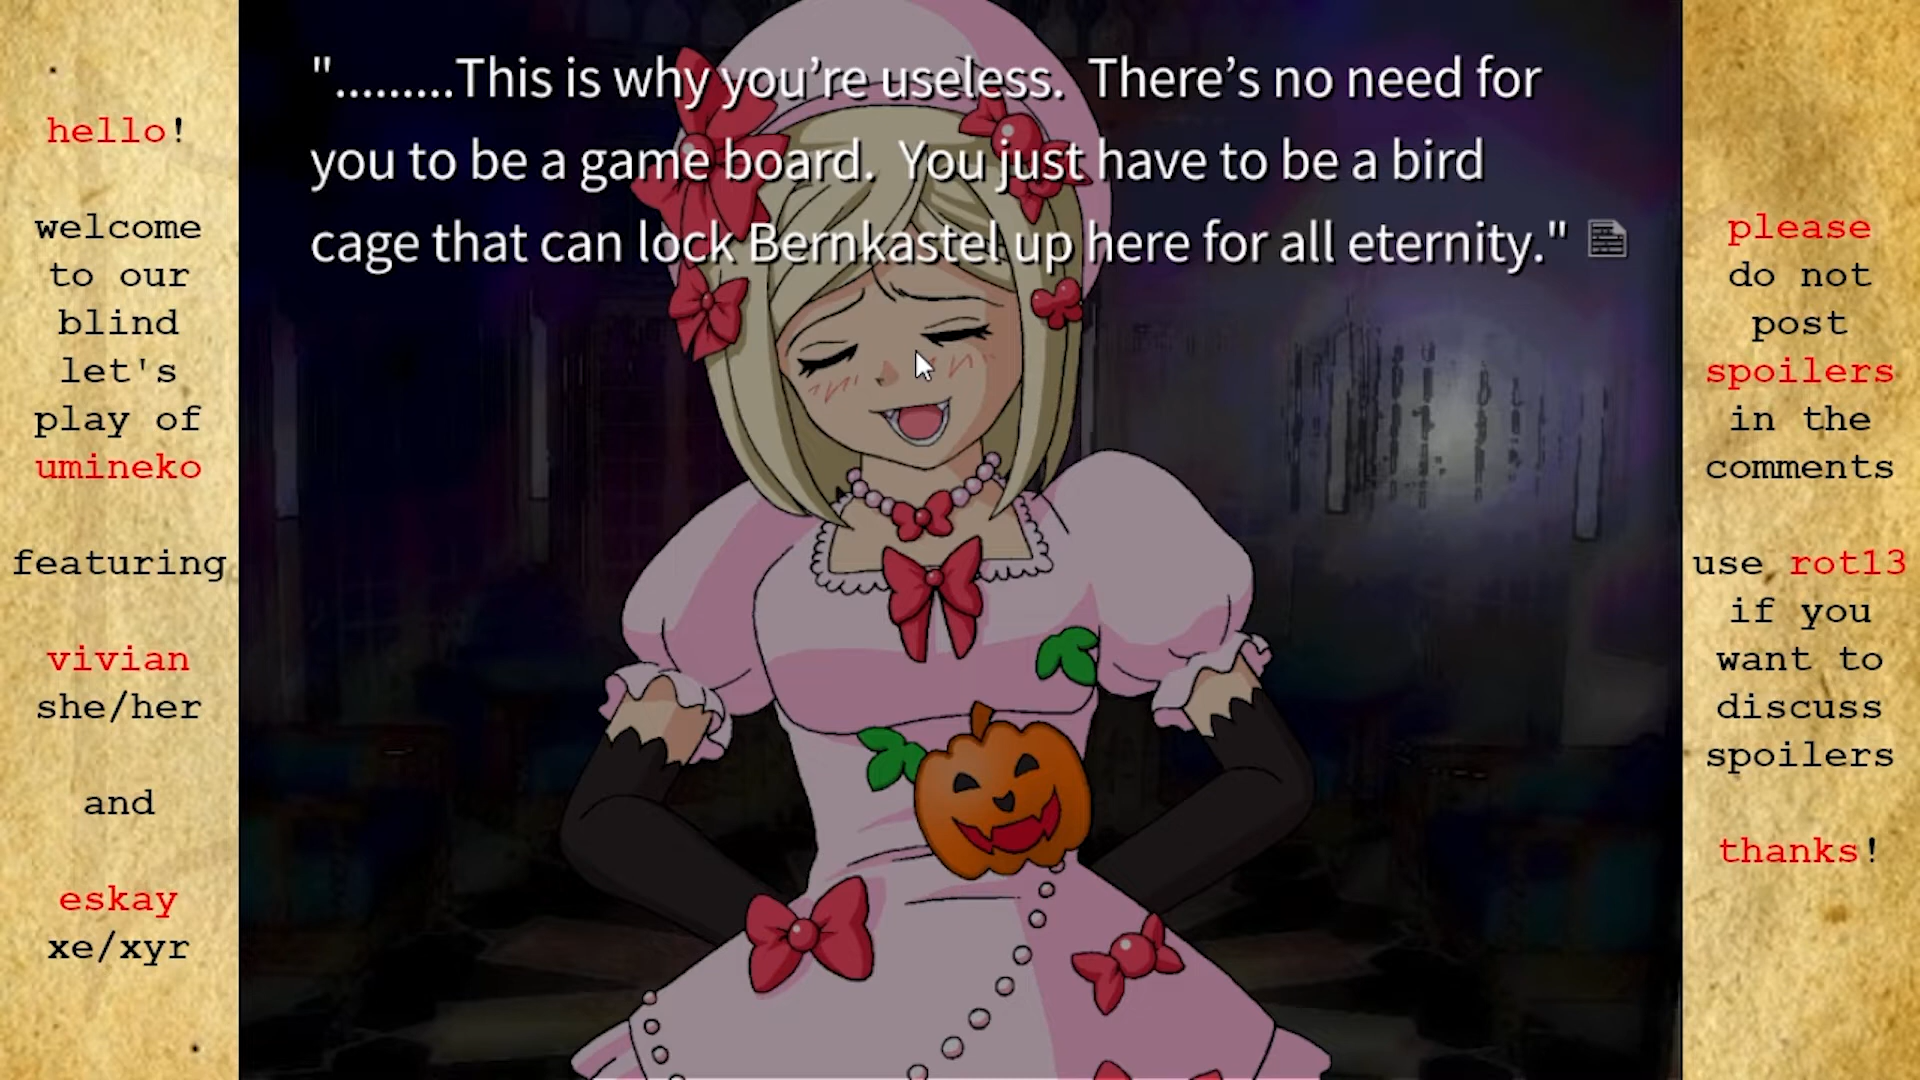 hello!
welcome
to our
blind
let's
play of
umineko
featuring
vivian
she/her
and
eskay
xe/xyr
".........This is why you’re useless.  There’s no need for
you to be a game board.  You just have to be a bird
cage that can lock Bernkastel up here for all eternity."
please
do not
post
spoilers
in the
comments
use rot13
if you
want to
discuss
spoilers
thanks!